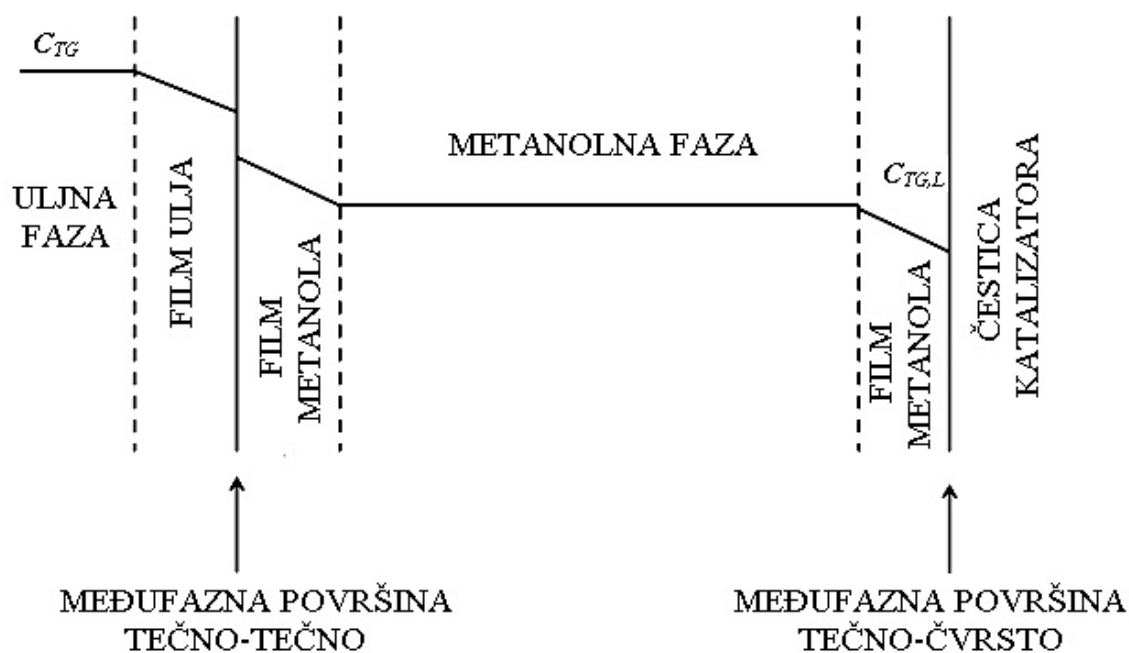 C_TG
METANOLNA FAZA
C_TG,L
ULJNA
FAZA
FILM ULJA
FILM
METANOLA
FILM
METANOLA
ČESTICA
KATALIZATORA
MEĐUFAZNA POVRŠINA
TEČNO-TEČNO
MEĐUFAZNA POVRŠINA
TEČNO-ČVRSTO